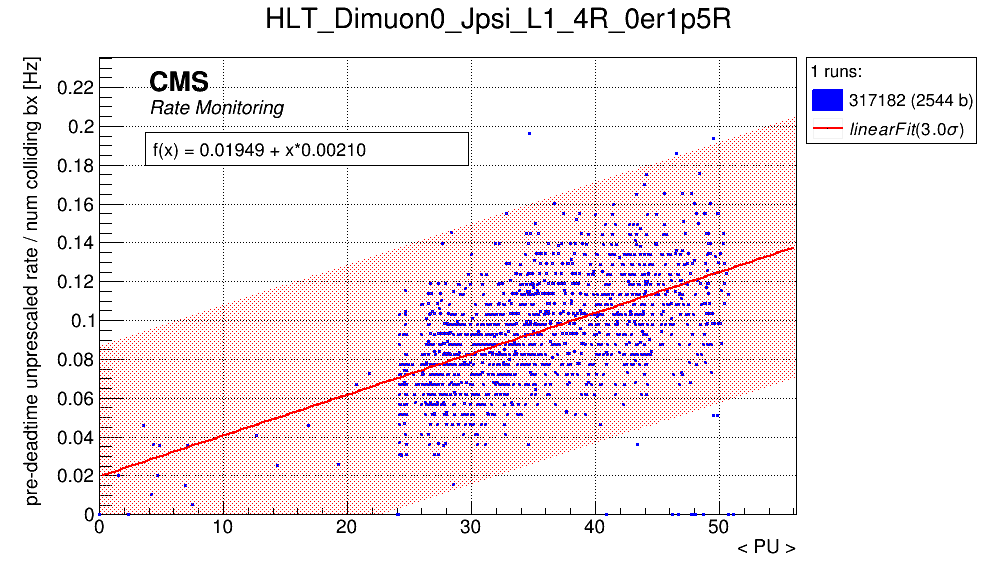 HLT_Dimuon0_Jpsi_L1_4R_0er1p5R
pre-deadtime unprescaled rate / num colliding bx [Hz]
CMS
Rate Monitoring
f(x) = 0.01949 + x*0.00210
1 runs:
317182 (2544 b)
linearFit(3.0σ)
0.22
0.2
0.18
0.16
0.14
0.12
0.1
0.08
0.06
0.04
0.02
0
0 10 20 30 40 50
< PU >